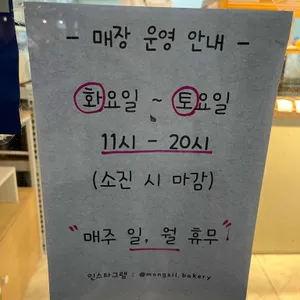 - 매장 운영 안내 -
화요일 ~ 토요일
11시 - 20시
(소진 시 마감)
"매주 일, 월 휴무"
인스타그램 : @mangsil.bakery